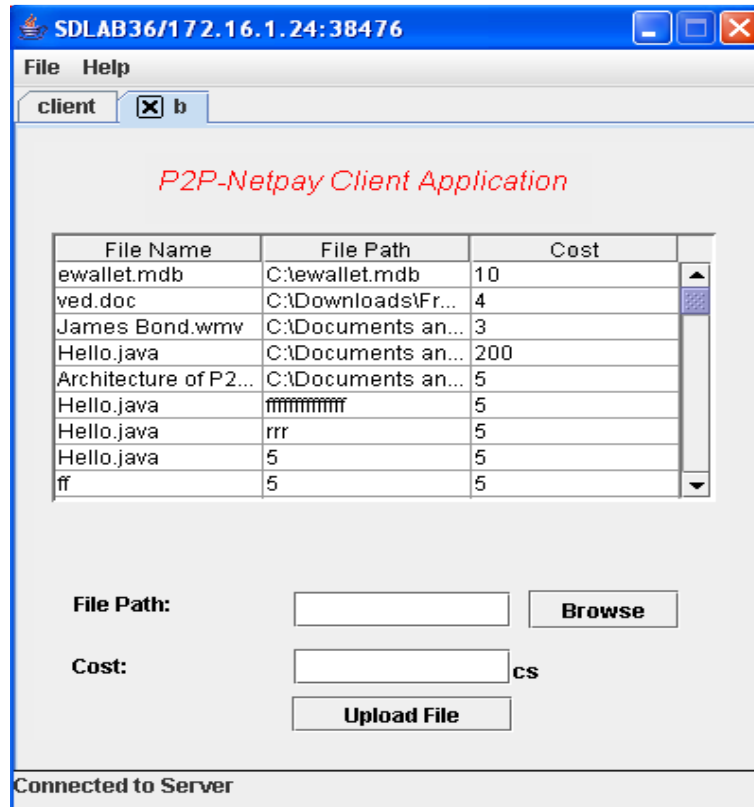 SDLAB36/172.16.1.24:38476
File Help
client b
P2P-Netpay Client Application
File Name File Path Cost
ewallet.mdb C:\ewallet.mdb 10
ved.doc C:\Downloads\Fr... 4
James Bond.wmv C:\Documents an... 3
Hello.java C:\Documents an... 200
Architecture of P2... C:\Documents an... 5
Hello.java ffffffffffffff 5
Hello.java rrr 5
Hello.java 5 5
ff 5 5
File Path: Browse
Cost: cs
Upload File
Connected to Server